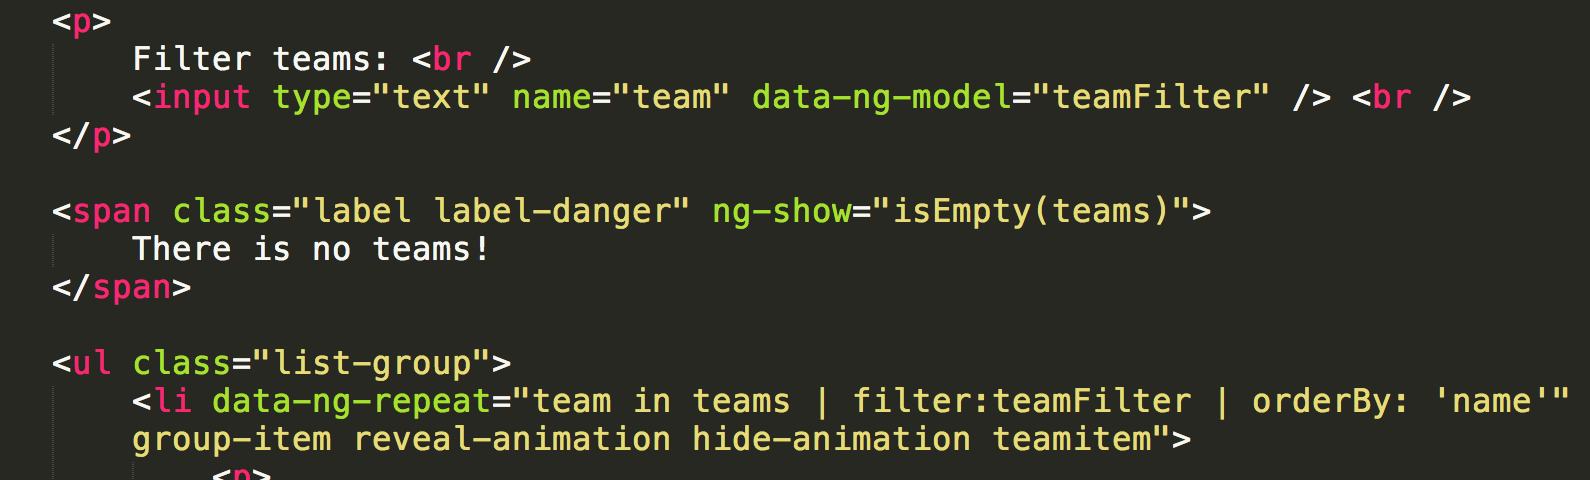 <p>
Filter teams: <br />
<input type="text" name="team" data-ng-model="teamFilter" /> <br />
</p>
<span class="label label-danger" ng-show="isEmpty(teams)">
There is no teams!
</span>
<ul class="list-group">
<li data-ng-repeat="team in teams | filter:teamFilter | orderBy: 'name'"
group-item reveal-animation hide-animation teamitem">
<p>